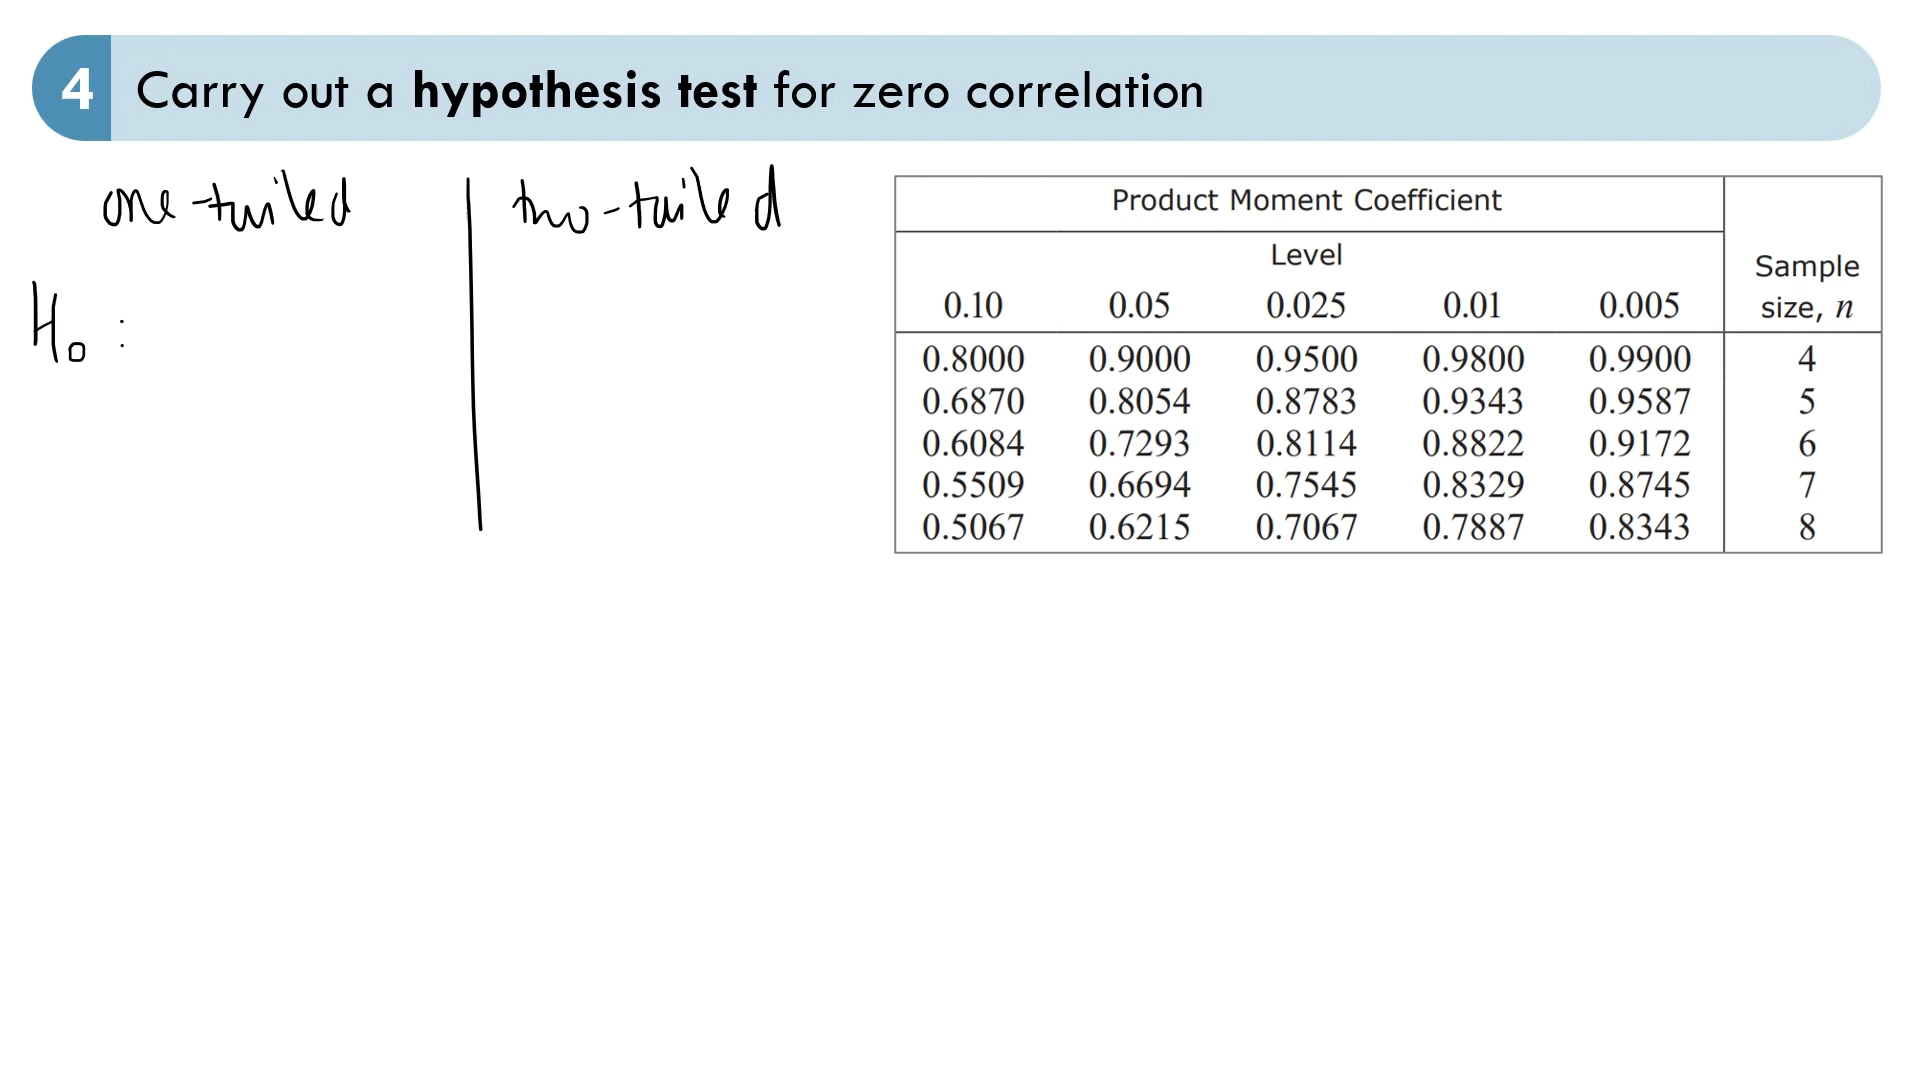 4 Carry out a hypothesis test for zero correlation
one-tailed two-tailed
H₀ :
Product Moment Coefficient
Level
Sample size, n
0.10 0.05 0.025 0.01 0.005
0.8000 0.9000 0.9500 0.9800 0.9900 4
0.6870 0.8054 0.8783 0.9343 0.9587 5
0.6084 0.7293 0.8114 0.8822 0.9172 6
0.5509 0.6694 0.7545 0.8329 0.8745 7
0.5067 0.6215 0.7067 0.7887 0.8343 8